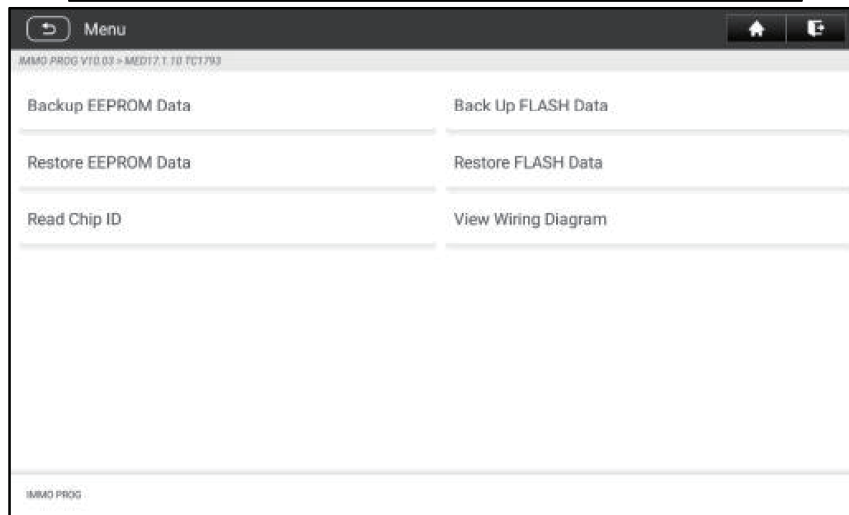 Menu
IMMO PROG V10.03 > MED17.1.10 TC1793
Backup EEPROM Data
Back Up FLASH Data
Restore EEPROM Data
Restore FLASH Data
Read Chip ID
View Wiring Diagram
IMMO PROG